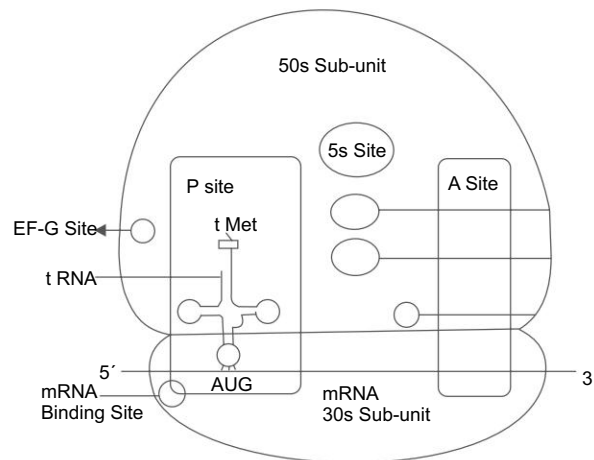 50s Sub-unit
5s Site
P site
A Site
t Met
EF-G Site
t RNA
5´
3
AUG
mRNA
Binding Site
mRNA
30s Sub-unit